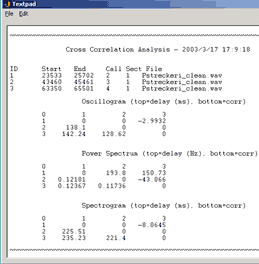 Textpad
File Edit
Cross Correlation Analysis - 2003/3/17 17:9:18
ID Start End Call Sect File
1 23533 25702 2 1 Pstreckeri_clean.wav
2 43460 45461 3 1 Pstreckeri_clean.wav
3 63350 65501 4 1 Pstreckeri_clean.wav
Oscillogram (top=delay (ms), bottom=corr)
0 1 2 3
1 0 0 -2.9932
2 138.1 0 0
3 142.24 128.62 0
Power Spectrum (top=delay (Hz), bottom=corr)
0 1 2 3
1 0 193.8 150.73
2 0.12181 0 -43.066
3 0.12367 0.11736 0
Spectrogram (top=delay (ms), bottom=corr)
0 1 2 3
1 0 0 -8.0645
2 225.51 0 0
3 235.23 221.4 0